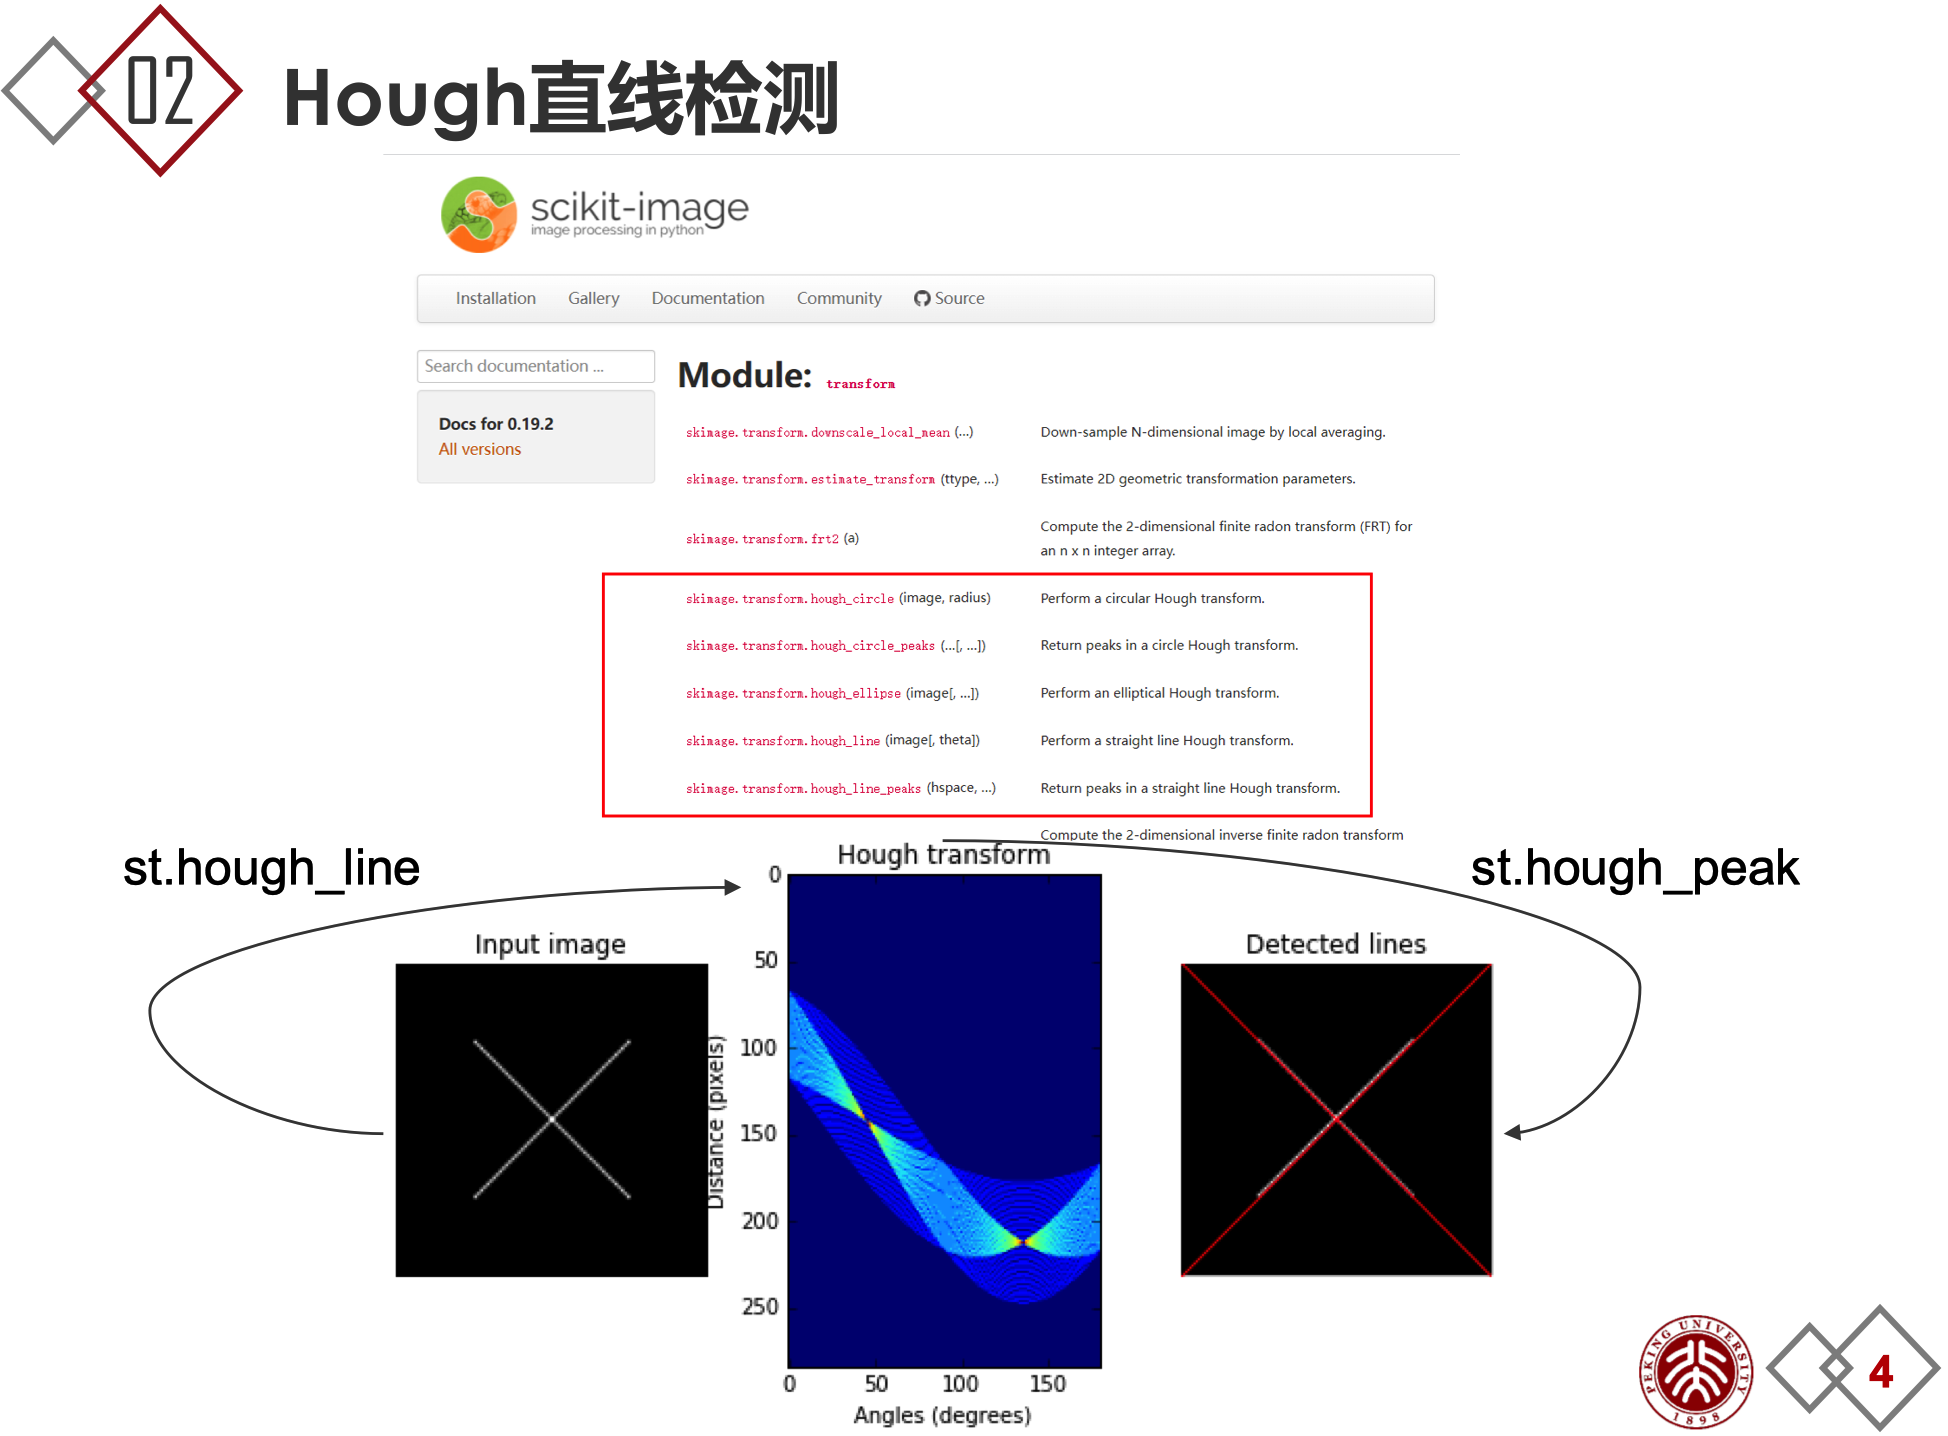 02
Hough直线检测
scikit-image
image processing in python
Installation Gallery Documentation Community Source
Search documentation ...
Docs for 0.19.2
All versions
Module: transform
skimage.transform.downscale_local_mean (...) Down-sample N-dimensional image by local averaging.
skimage.transform.estimate_transform (ttype, ...) Estimate 2D geometric transformation parameters.
skimage.transform.frt2 (a) Compute the 2-dimensional finite radon transform (FRT) for
an n x n integer array.
skimage.transform.hough_circle (image, radius) Perform a circular Hough transform.
skimage.transform.hough_circle_peaks (...[, ...]) Return peaks in a circle Hough transform.
skimage.transform.hough_ellipse (image[, ...]) Perform an elliptical Hough transform.
skimage.transform.hough_line (image[, theta]) Perform a straight line Hough transform.
skimage.transform.hough_line_peaks (hspace, ...) Return peaks in a straight line Hough transform.
Compute the 2-dimensional inverse finite radon transform
st.hough_line
st.hough_peak
Input image
Hough transform
0
50
100
150
200
250
Distance (pixels)
0 50 100 150
Angles (degrees)
Detected lines
PEKING UNIVERSITY
1898
4